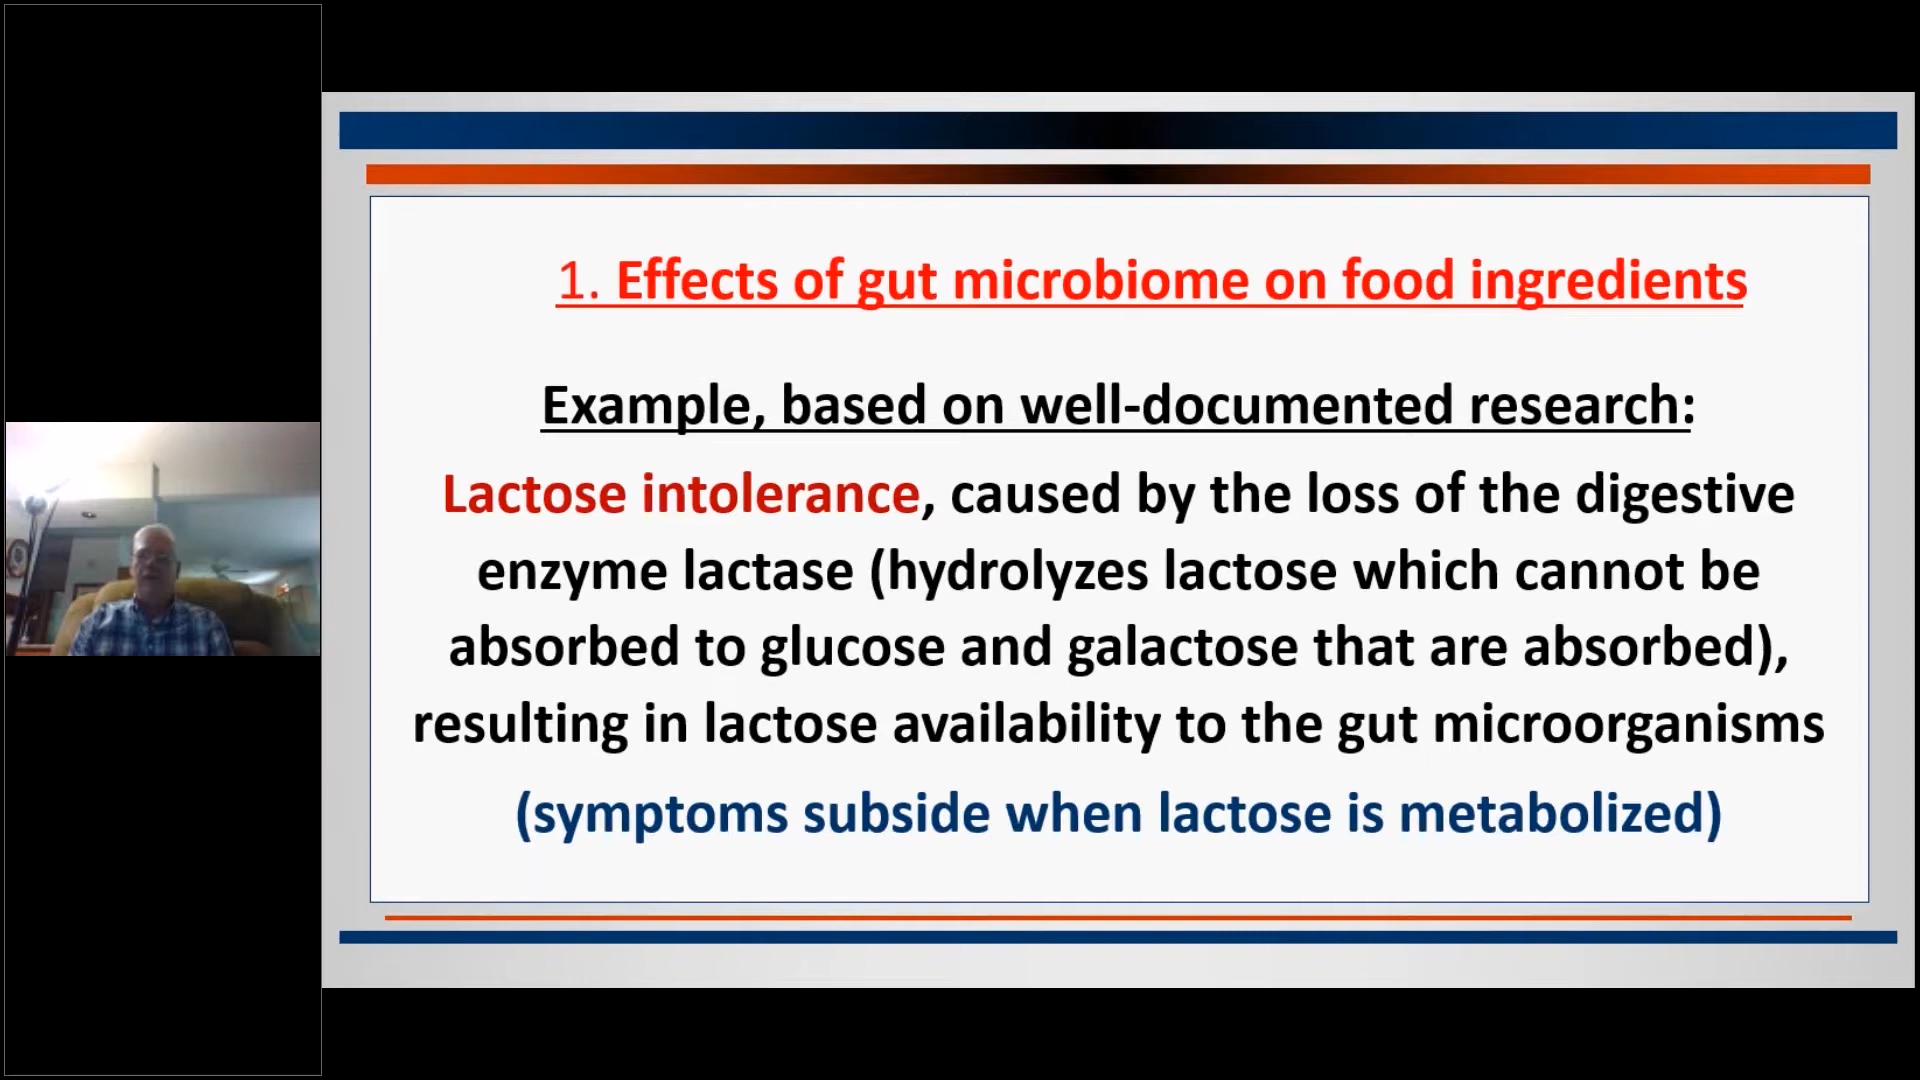 1. Effects of gut microbiome on food ingredients
Example, based on well-documented research:
Lactose intolerance, caused by the loss of the digestive
enzyme lactase (hydrolyzes lactose which cannot be
absorbed to glucose and galactose that are absorbed),
resulting in lactose availability to the gut microorganisms
(symptoms subside when lactose is metabolized)